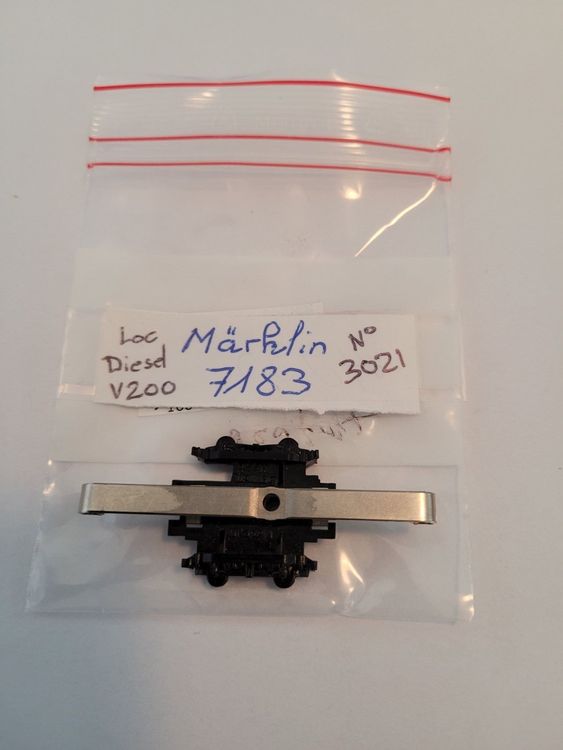 Loc
Diesel
V200
Märklin
7183
N°
3021